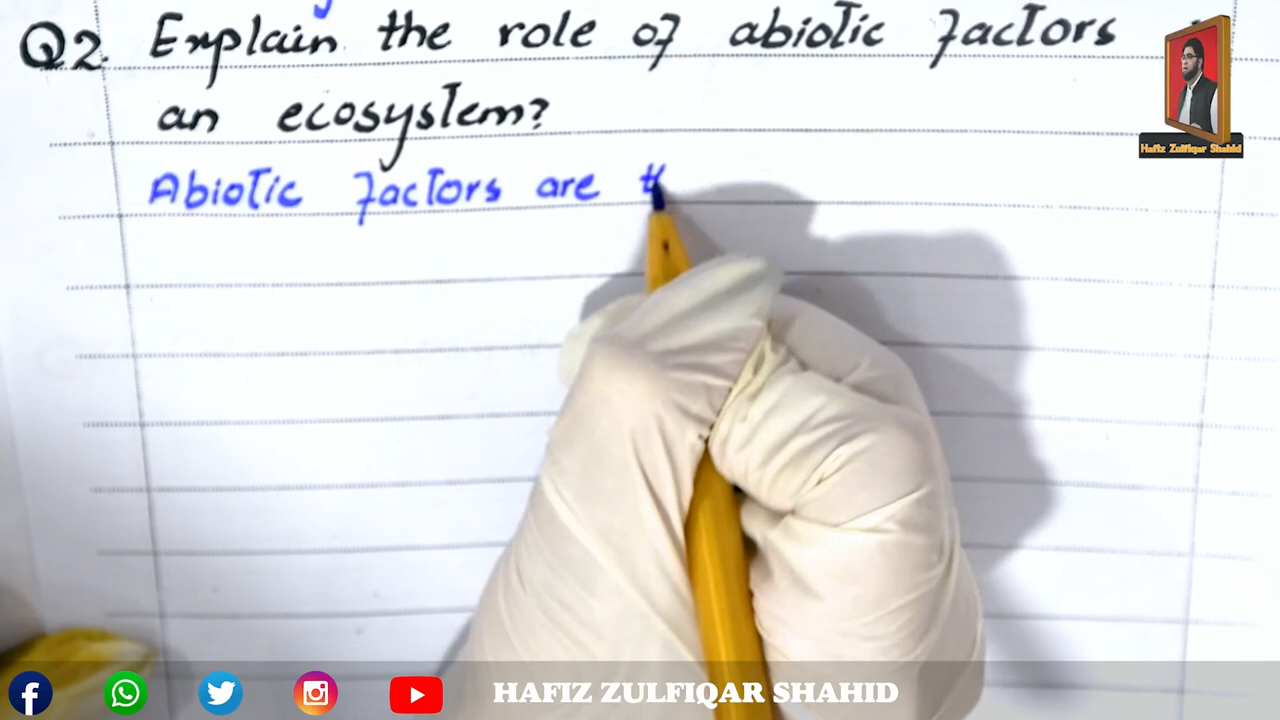 Q2. Explain the role of abiotic factors
an ecosystem?
Abiotic factors are
Hafiz Zulfiqar Shahid
HAFIZ ZULFIQAR SHAHID